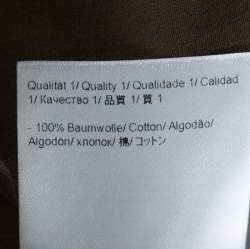 Qualität 1/ Quality 1/ Qualidade 1/ Calidad
1/ Качество 1/ 品質 1/ 質 1
- 100% Baumwolle/ Cotton/ Algodão/
Algodón/ хлопок/ 棉/ コットン